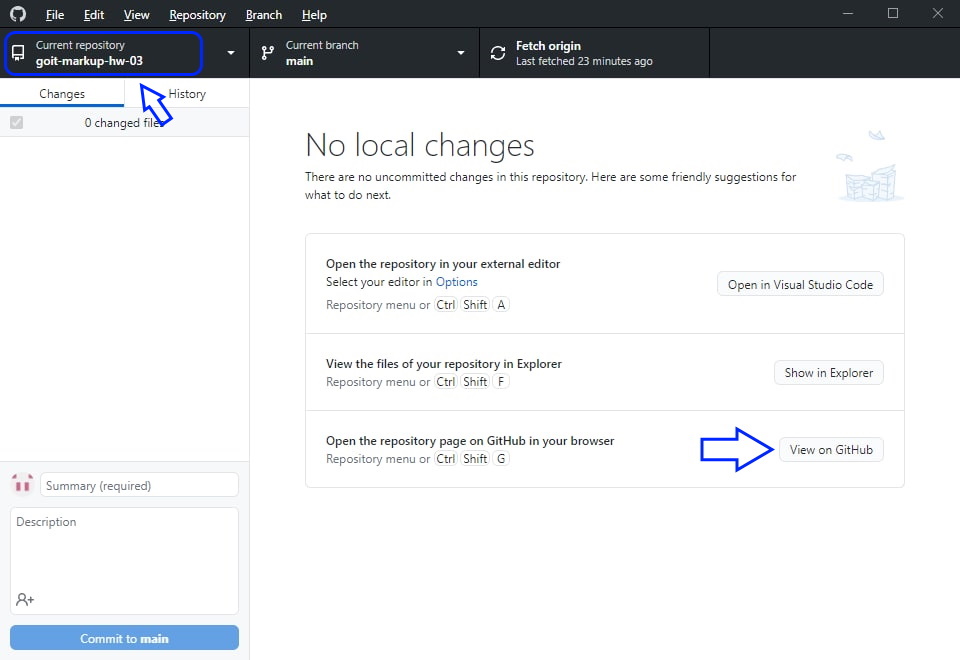 File Edit View Repository Branch Help
Current repository
goit-markup-hw-03
Current branch
main
Fetch origin
Last fetched 23 minutes ago
Changes
History
0 changed files
No local changes
There are no uncommitted changes in this repository. Here are some friendly suggestions for
what to do next.
Open the repository in your external editor
Select your editor in Options
Repository menu or Ctrl Shift A
Open in Visual Studio Code
View the files of your repository in Explorer
Repository menu or Ctrl Shift F
Show in Explorer
Open the repository page on GitHub in your browser
Repository menu or Ctrl Shift G
View on GitHub
Summary (required)
Description
Commit to main